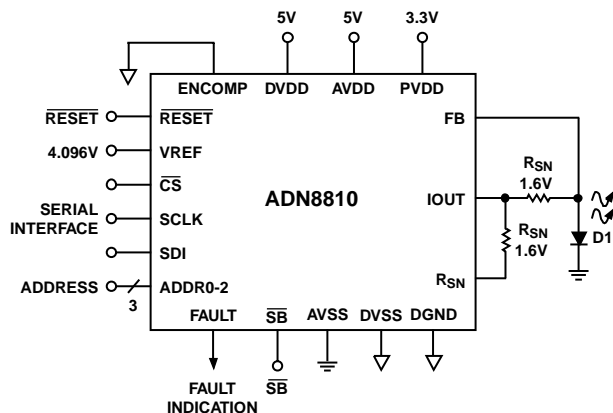 5V
5V
3.3V
ENCOMP
DVDD
AVDD
PVDD
RESET
RESET
FB
4.096V
VREF
CS
ADN8810
IOUT
RSN
1.6V
D1
SERIAL
INTERFACE
SCLK
RSN
1.6V
SDI
RSN
ADDRESS
3
ADDR0-2
FAULT
SB
AVSS
DVSS
DGND
FAULT
INDICATION
SB